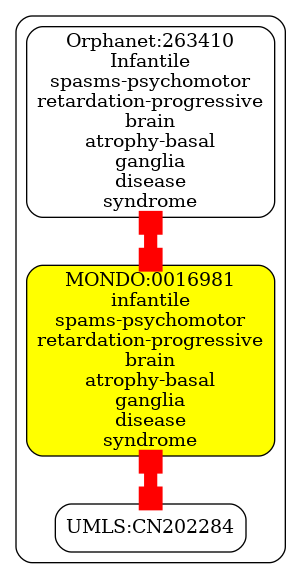 Orphanet:263410
Infantile
spasms-psychomotor
retardation-progressive
brain
atrophy-basal
ganglia
disease
syndrome
MONDO:0016981
infantile
spams-psychomotor
retardation-progressive
brain
atrophy-basal
ganglia
disease
syndrome
UMLS:CN202284